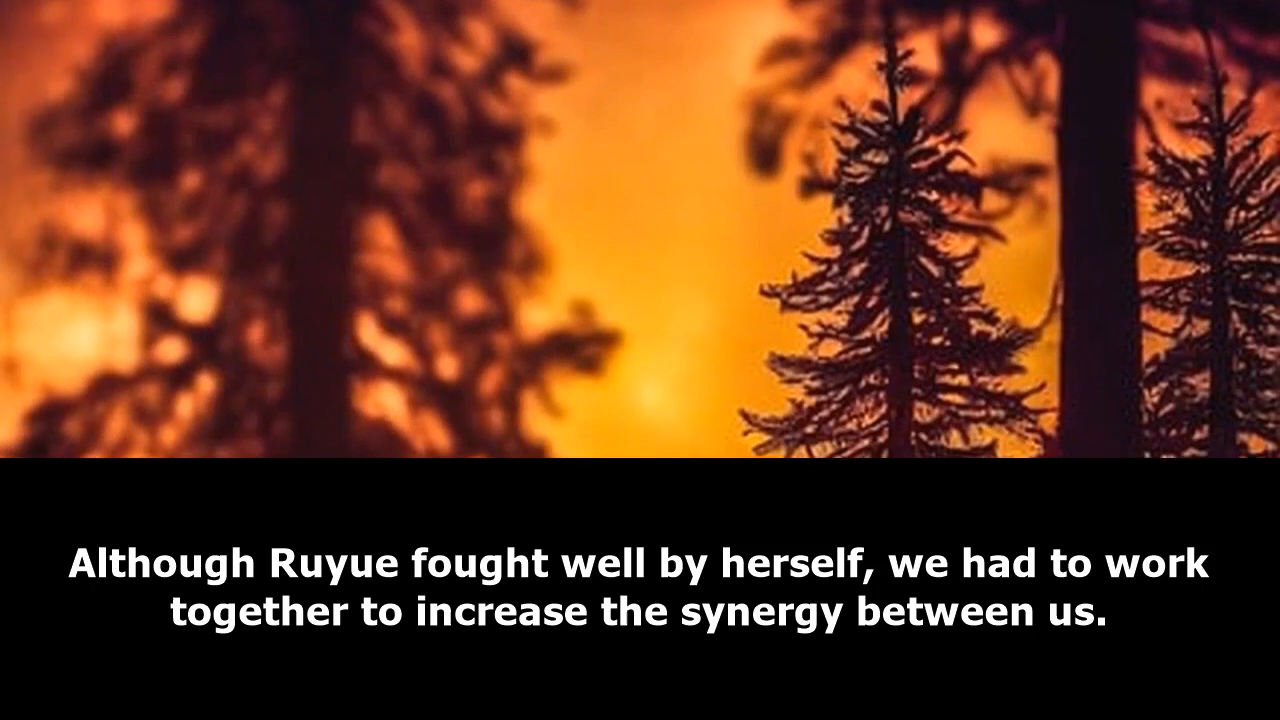 Although Ruyue fought well by herself, we had to work
together to increase the synergy between us.